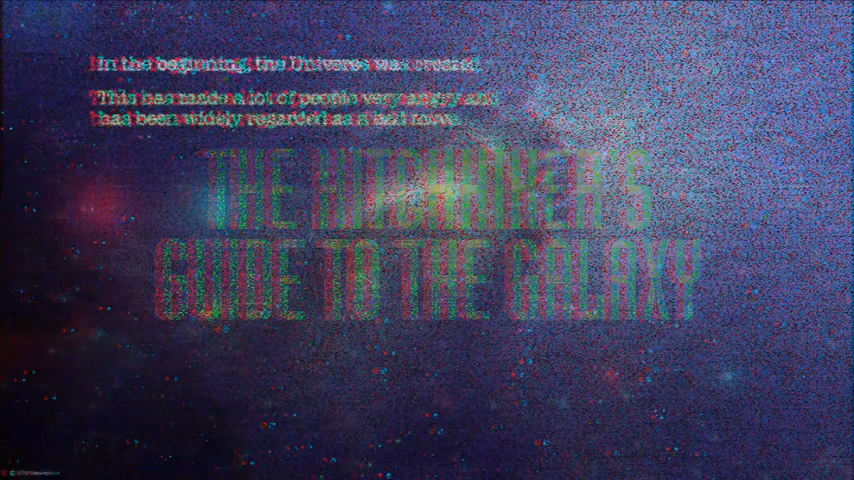 In the beginning, the Universe was created.
This has made a lot of people very angry and
has been widely regarded as a bad move.
THE HITCHHIKER'S
GUIDE TO THE GALAXY